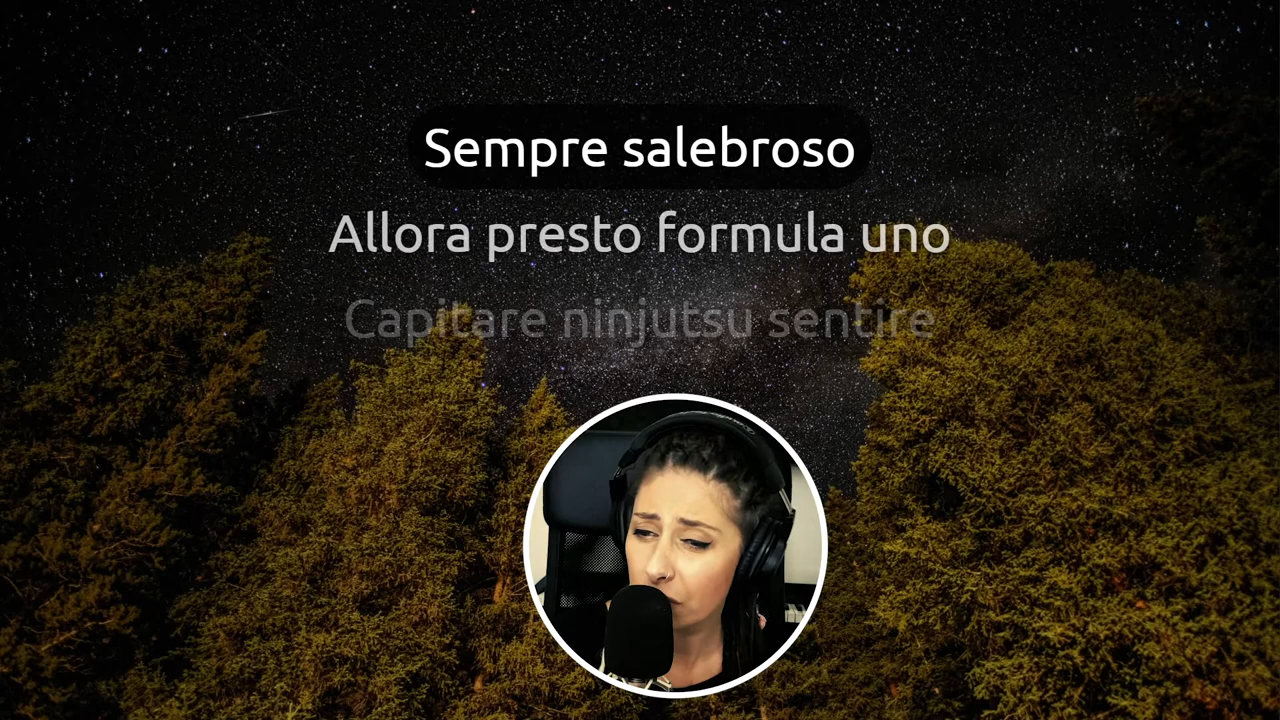 Sempre salebroso
Allora presto formula uno
Capitare ninjutsu sentire